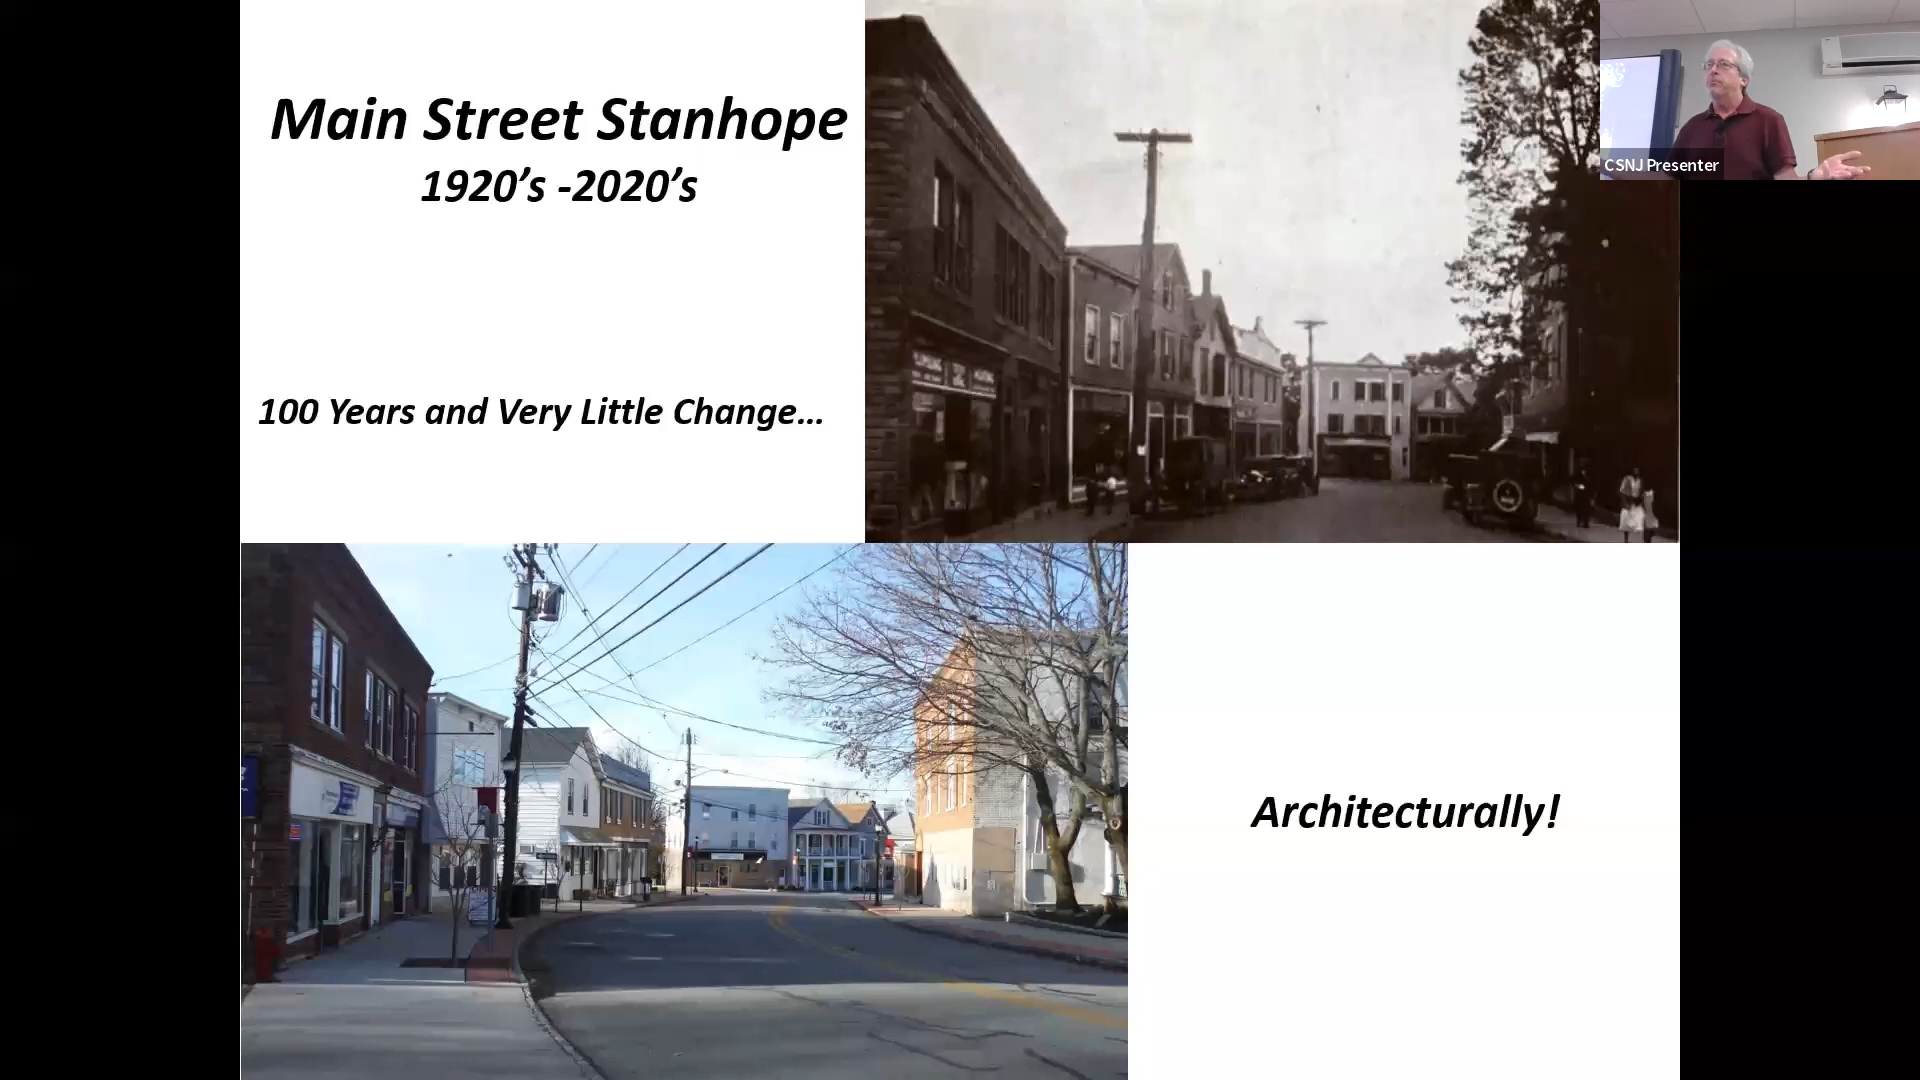 Main Street Stanhope
1920's -2020's
CSNJ Presenter
100 Years and Very Little Change...
Architecturally!